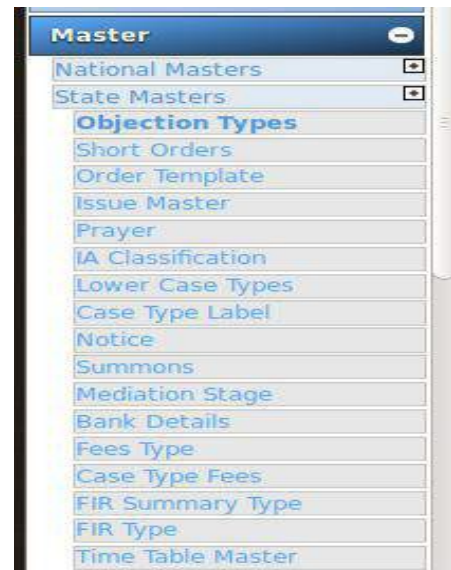 Master
National Masters
State Masters
Objection Types
Short Orders
Order Template
Issue Master
Prayer
IA Classification
Lower Case Types
Case Type Label
Notice
Summons
Mediation Stage
Bank Details
Fees Type
Case Type Fees
FIR Summary Type
FIR Type
Time Table Master